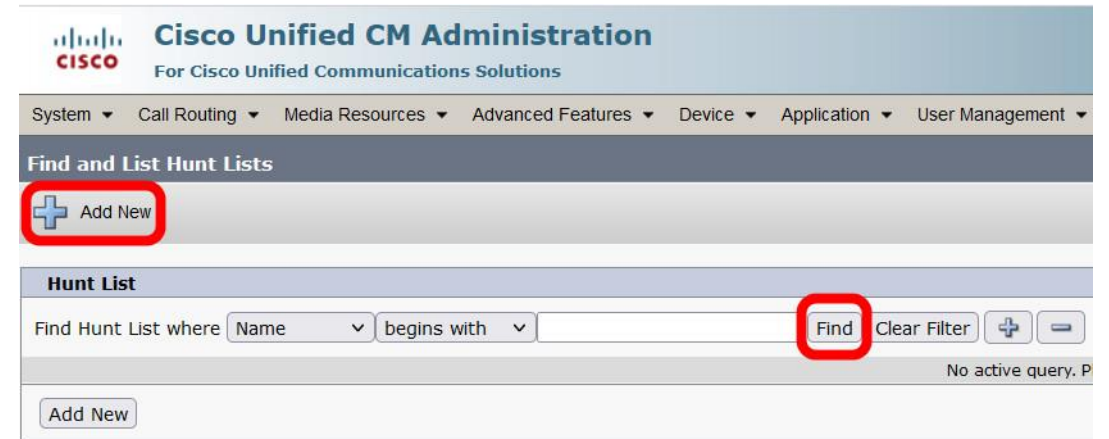 Cisco Unified CM Administration
CISCO
For Cisco Unified Communications Solutions
System Call Routing Media Resources Advanced Features Device Application User Management
Find and List Hunt Lists
Add New
Hunt List
Find Hunt List where Name begins with Find Clear Filter
No active query.
Add New